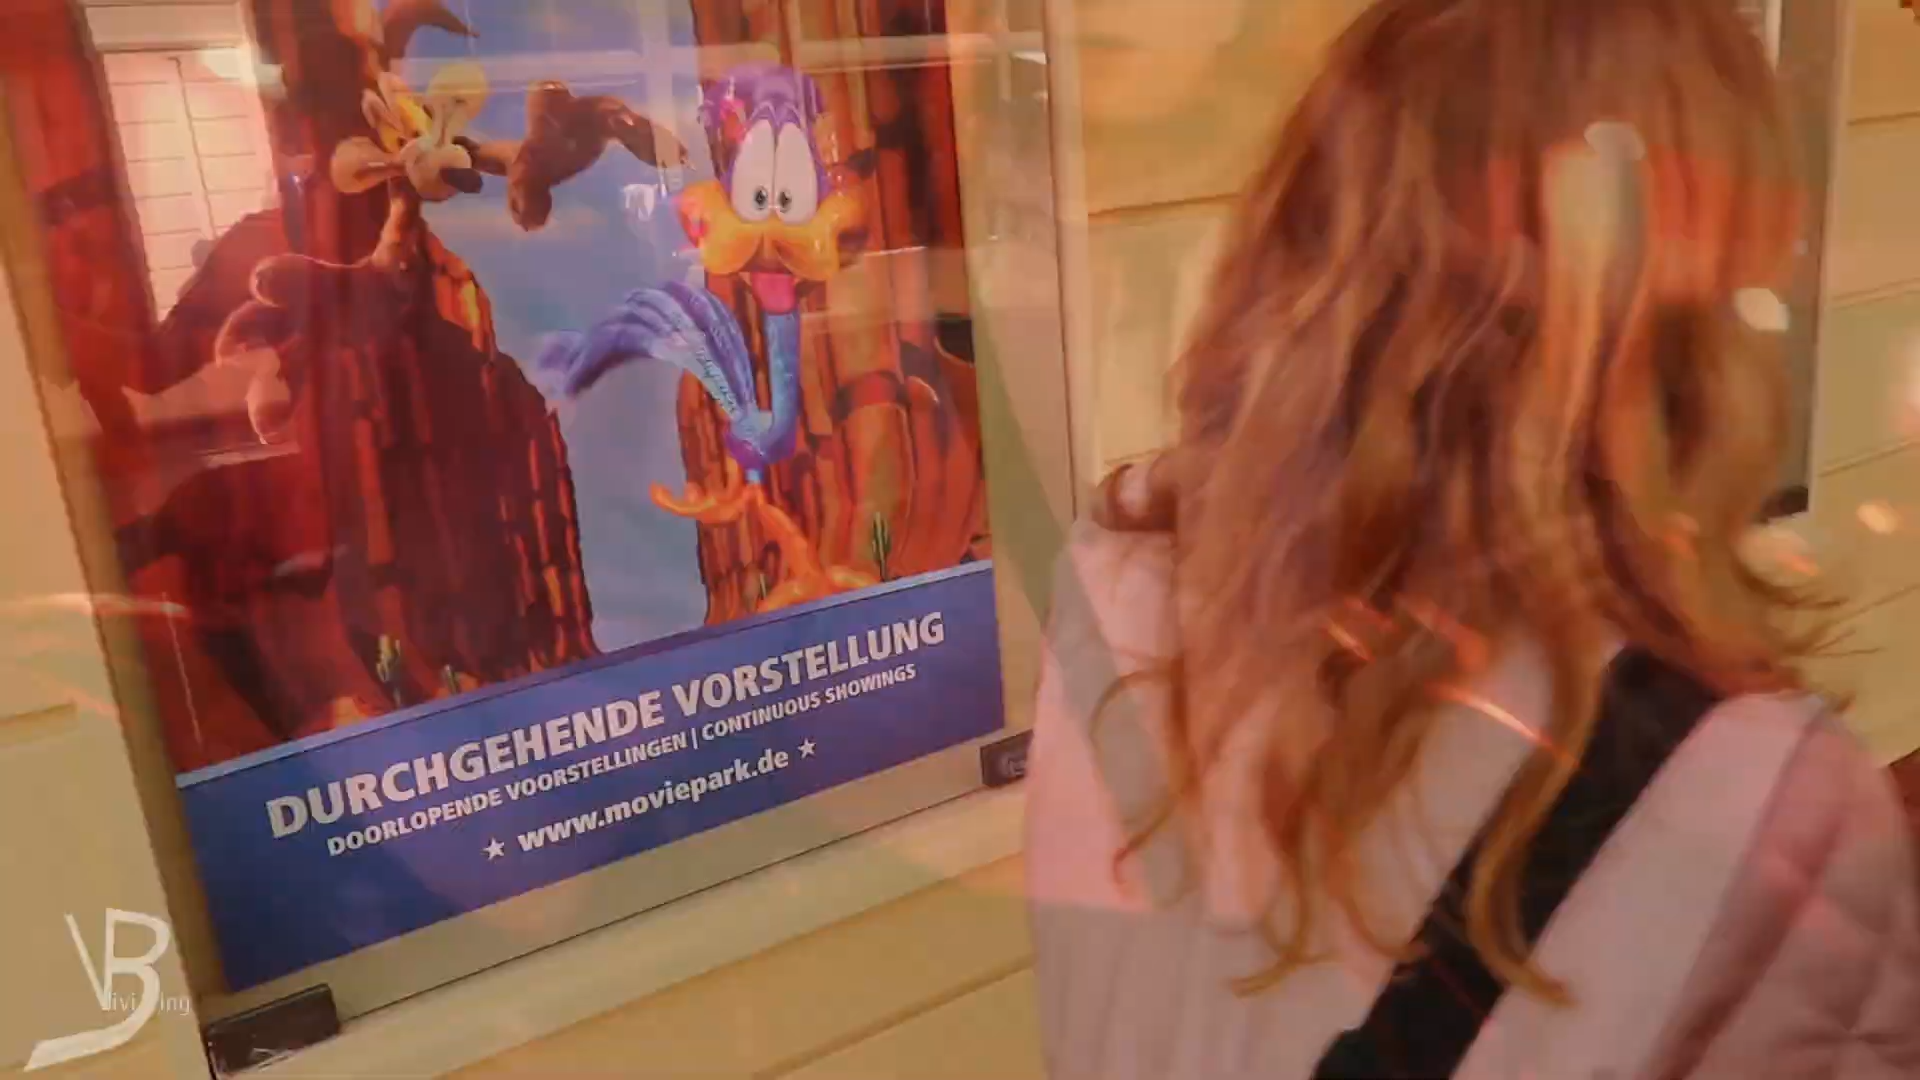 DURCHGEHENDE VORSTELLUNG
DOORLOPENDE VOORSTELLINGEN | CONTINUOUS SHOWINGS
★ www.moviepark.de ★